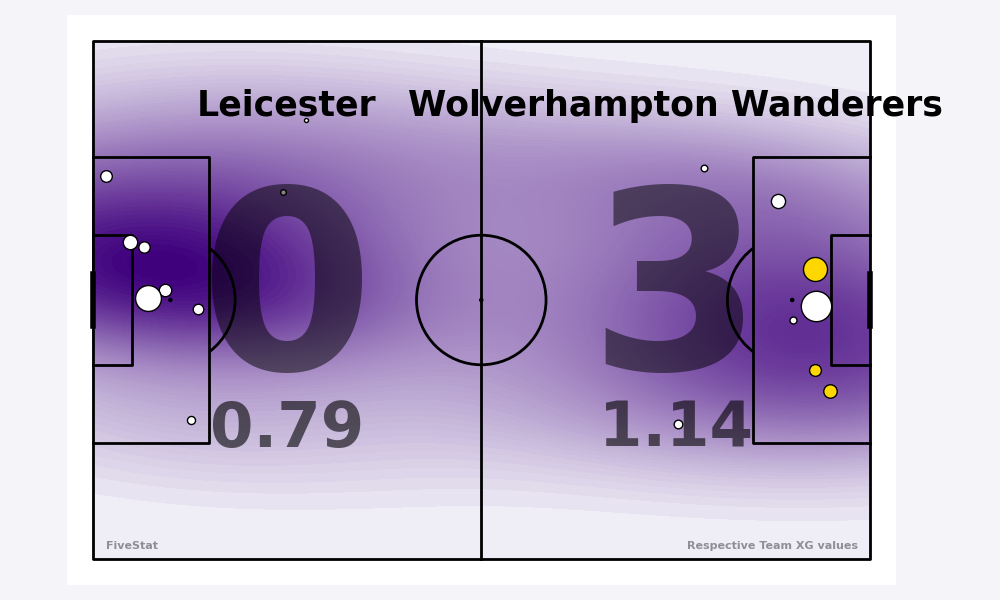 Leicester Wolverhampton Wanderers
0 3
0.79 1.14
FiveStat Respective Team XG values